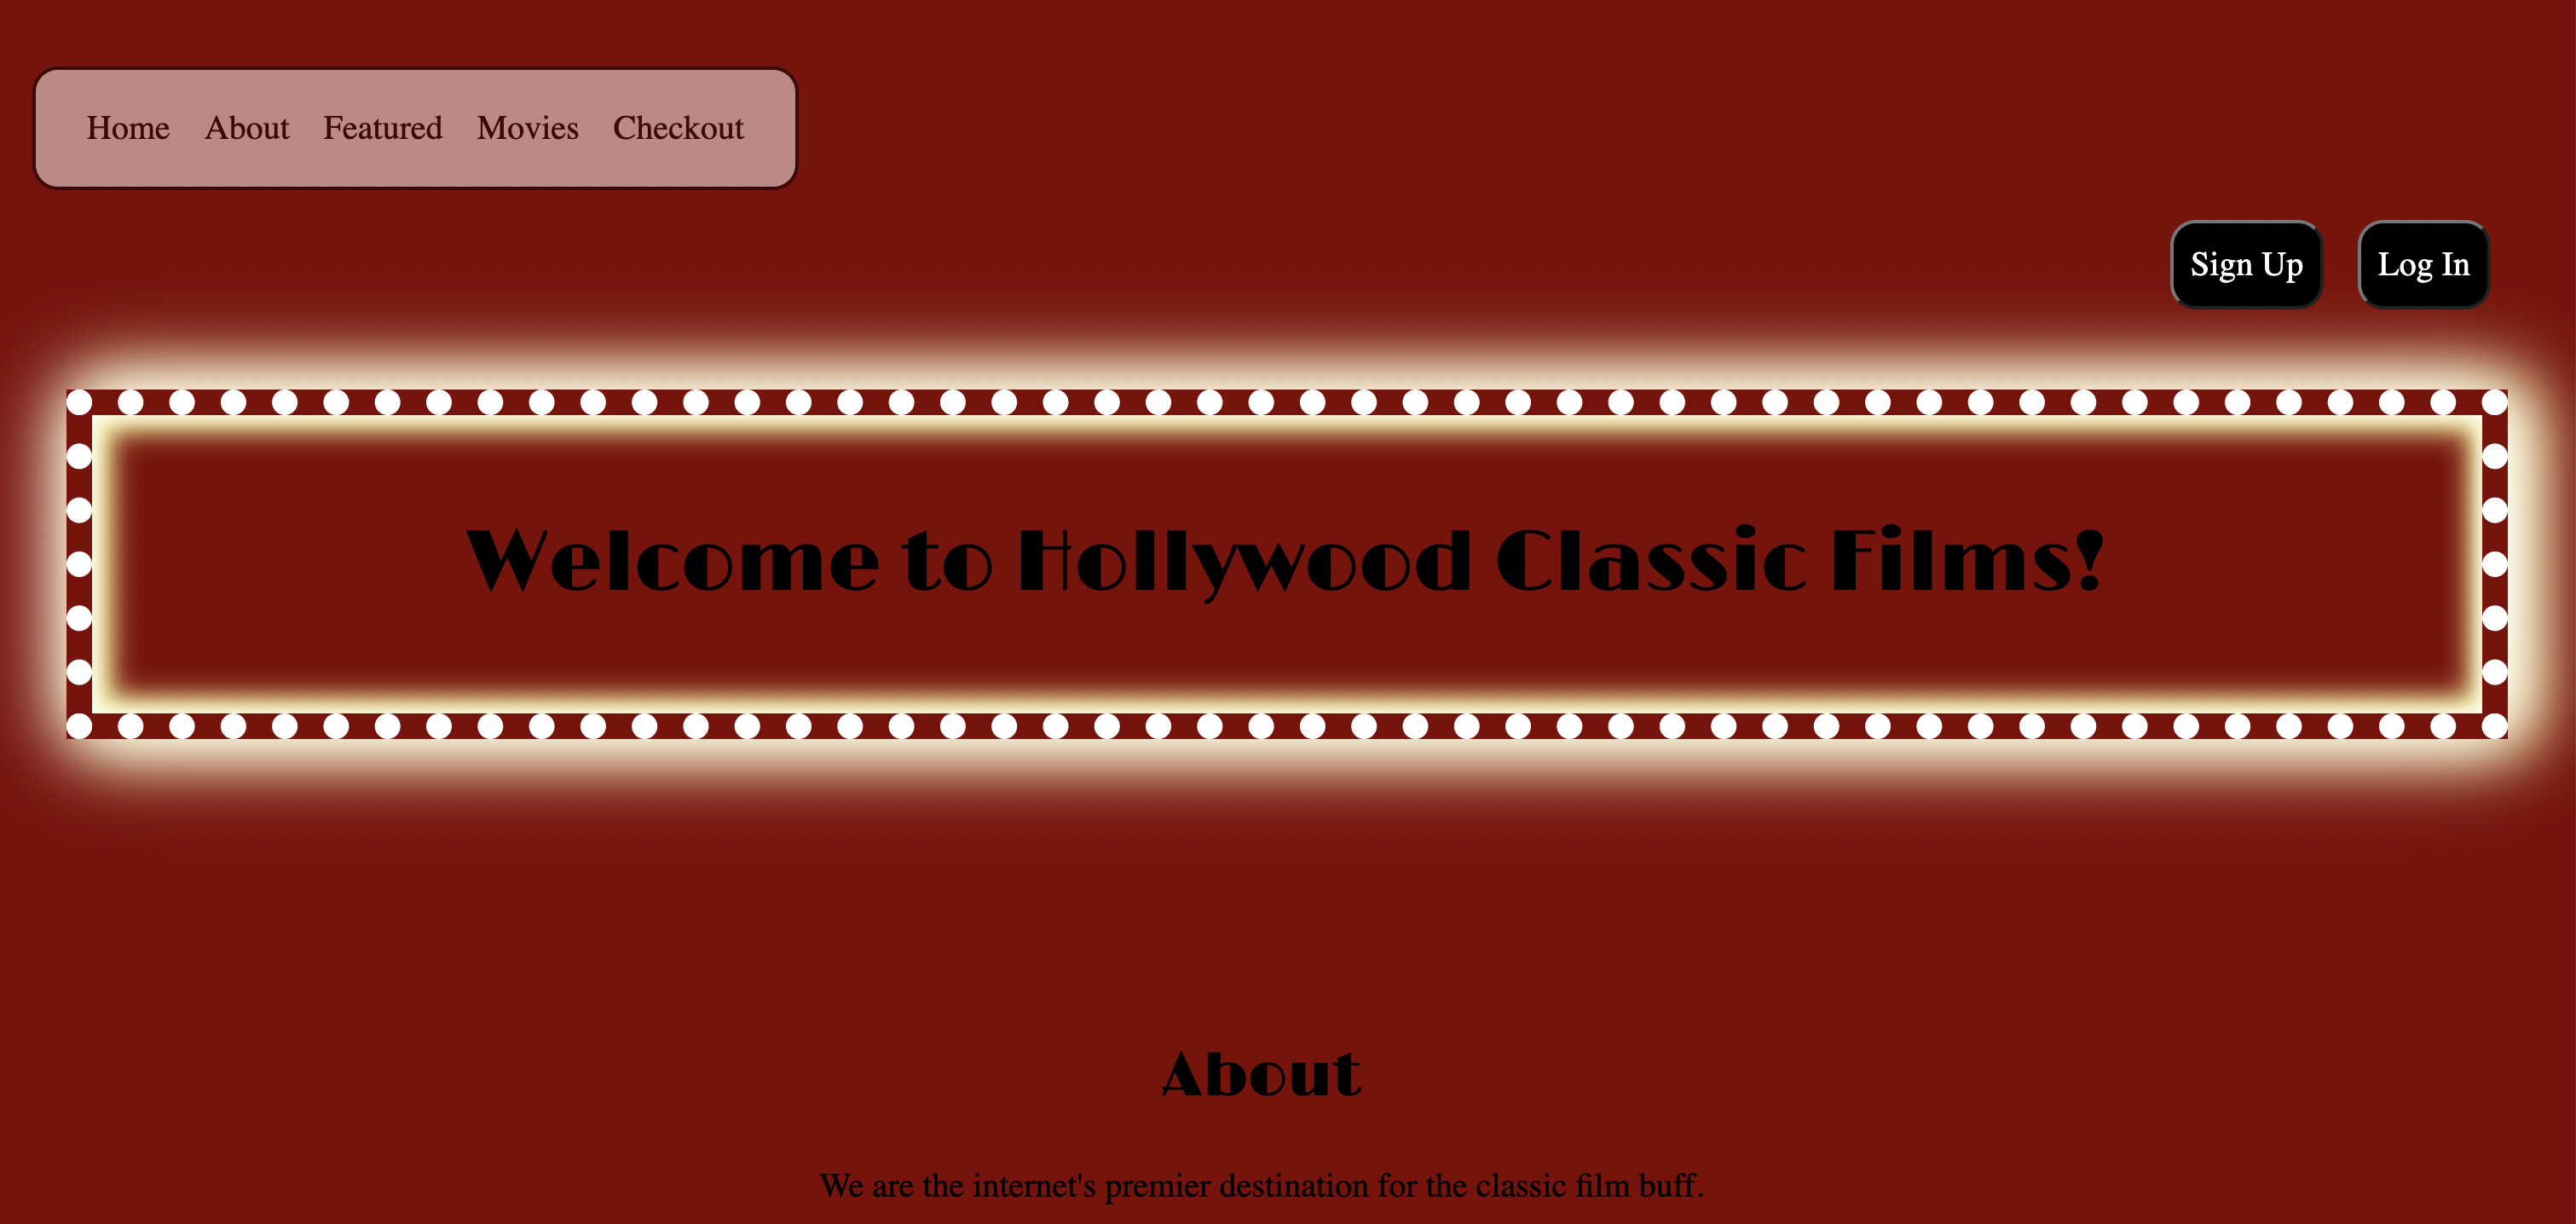 Home About Featured Movies Checkout
Sign Up Log In
Welcome to Hollywood Classic Films!
About
We are the internet's premier destination for the classic film buff.